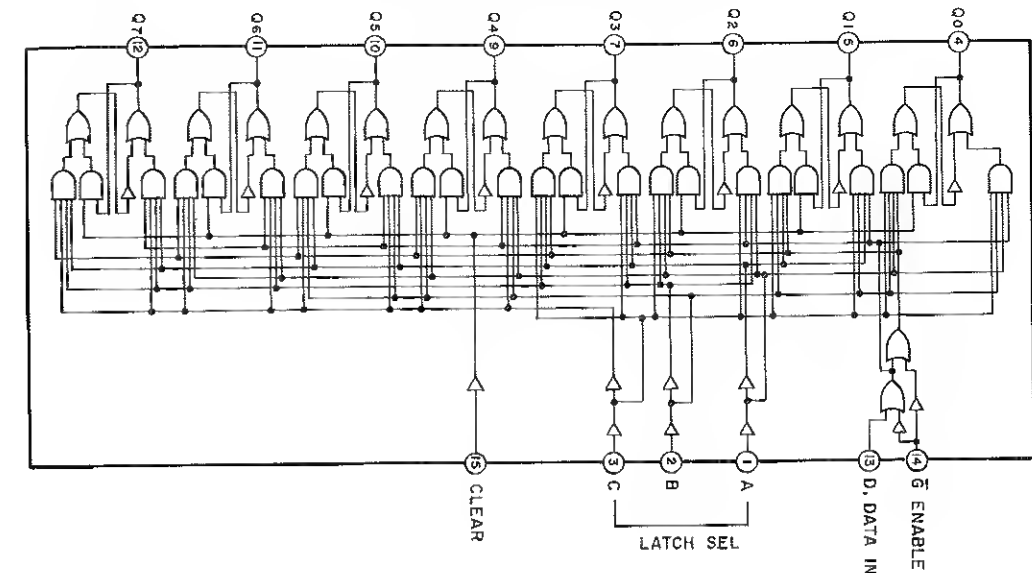 Q7 12
Q6 11
Q5 10
Q4 9
Q3 7
Q2 6
Q1 5
Q0 4
15 CLEAR
3 C
2 B
1 A
LATCH SEL
13 D, DATA IN
14 G̅ ENABLE